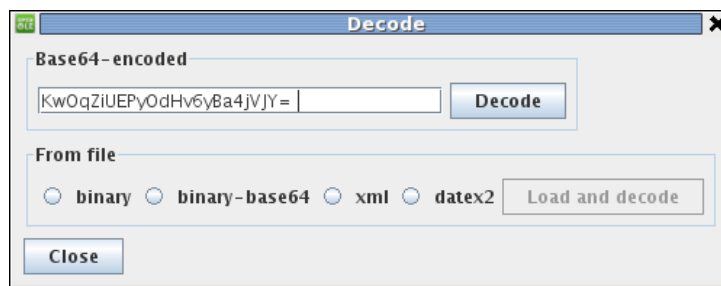 Decode
Base64-encoded
KwOqZiUEPyOdHv6yBa4jVJY=
Decode
From file
binary
binary-base64
xml
datex2
Load and decode
Close